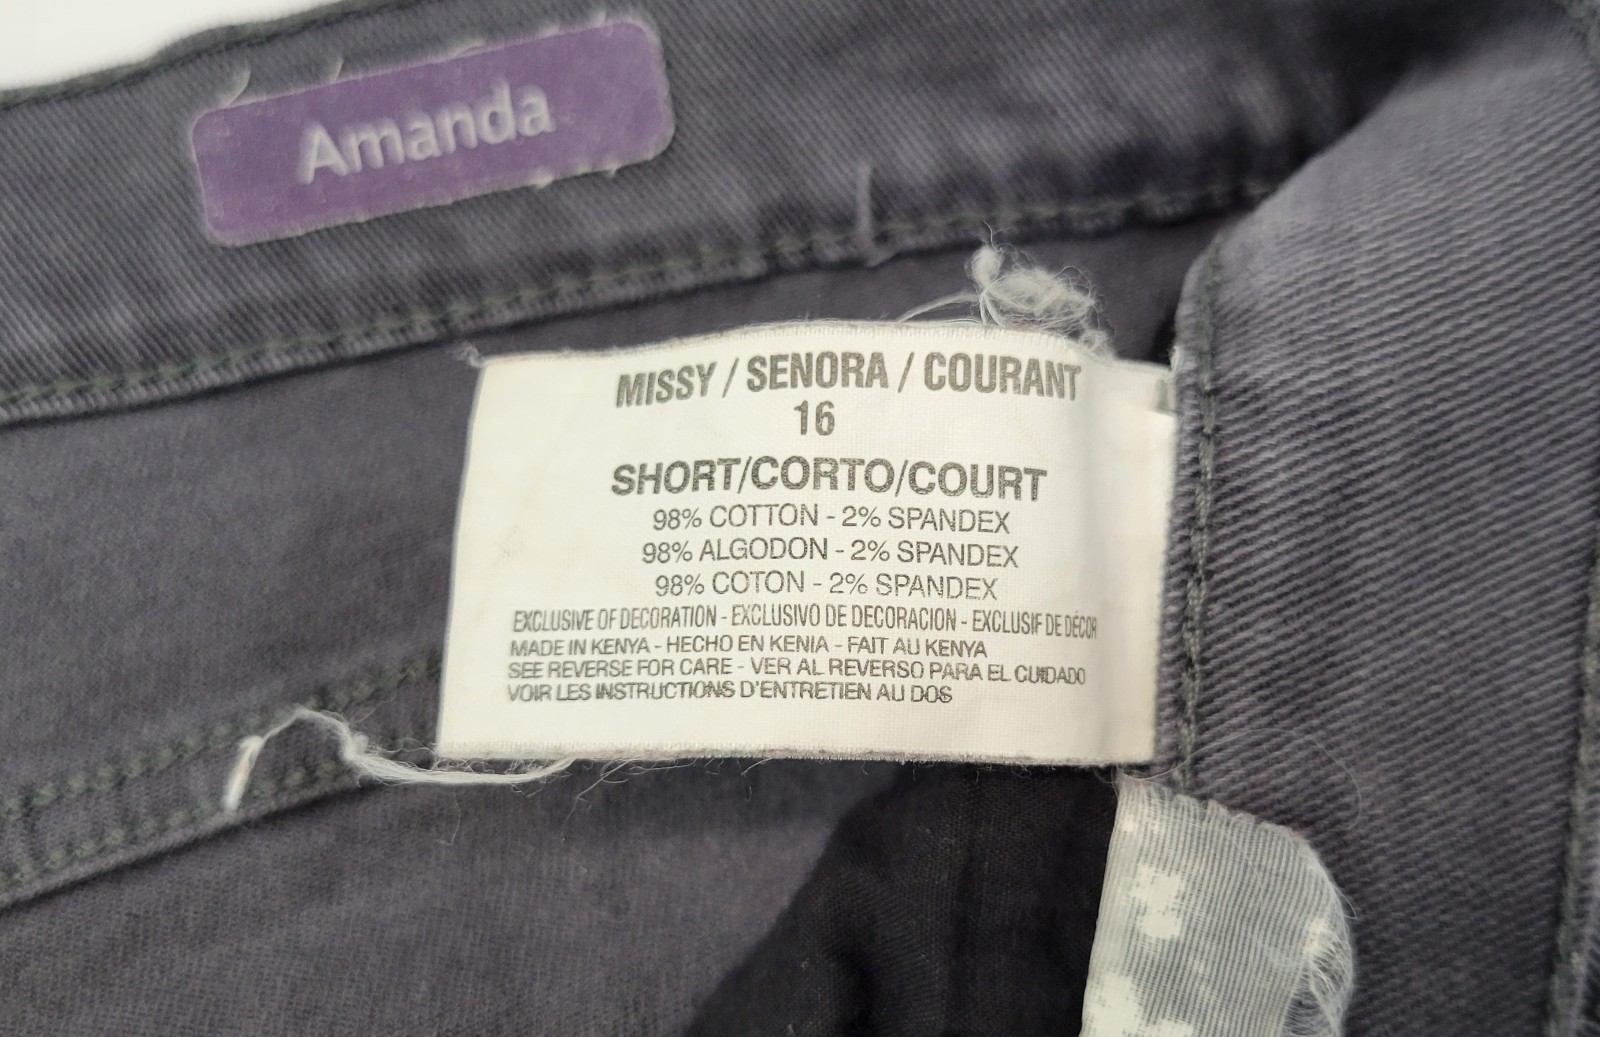 Amanda
MISSY / SENORA / COURANT
16
SHORT/CORTO/COURT
98% COTTON - 2% SPANDEX
98% ALGODON - 2% SPANDEX
98% COTON - 2% SPANDEX
EXCLUSIVE OF DECORATION - EXCLUSIVO DE DECORACION - EXCLUSIF DE DÉCOR
MADE IN KENYA - HECHO EN KENIA - FAIT AU KENYA
SEE REVERSE FOR CARE - VER AL REVERSO PARA EL CUIDADO
VOIR LES INSTRUCTIONS D'ENTRETIEN AU DOS